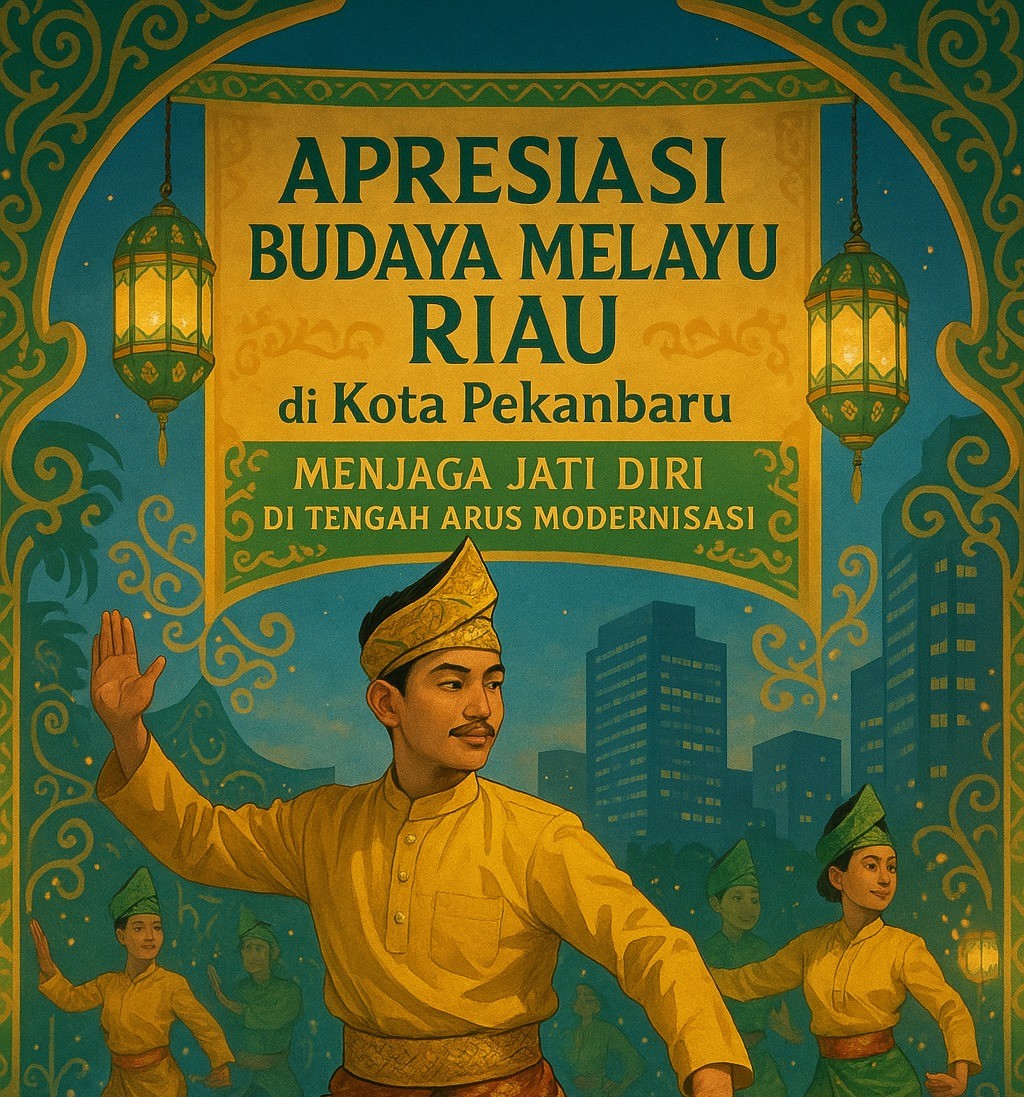 APRESIASI
BUDAYA MELAYU
RIAU
di Kota Pekanbaru
MENJAGA JATI DIRI
DI TENGAH ARUS MODERNISASI